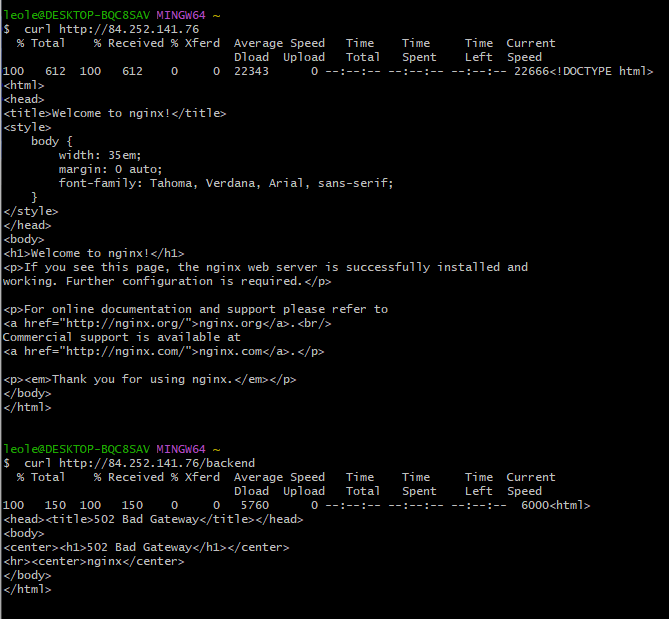 leole@DESKTOP-BQC8SAV MINGW64 ~
$  curl http://84.252.141.76
  % Total    % Received % Xferd  Average Speed   Time    Time     Time  Current
                                 Dload  Upload   Total   Spent    Left  Speed
100   612  100   612    0     0  22343      0 --:--:-- --:--:-- --:--:-- 22666<!DOCTYPE html>
<html>
<head>
<title>Welcome to nginx!</title>
<style>
    body {
        width: 35em;
        margin: 0 auto;
        font-family: Tahoma, Verdana, Arial, sans-serif;
    }
</style>
</head>
<body>
<h1>Welcome to nginx!</h1>
<p>If you see this page, the nginx web server is successfully installed and
working. Further configuration is required.</p>

<p>For online documentation and support please refer to
<a href="http://nginx.org/">nginx.org</a>.<br/>
Commercial support is available at
<a href="http://nginx.com/">nginx.com</a>.</p>

<p><em>Thank you for using nginx.</em></p>
</body>
</html>

leole@DESKTOP-BQC8SAV MINGW64 ~
$  curl http://84.252.141.76/backend
  % Total    % Received % Xferd  Average Speed   Time    Time     Time  Current
                                 Dload  Upload   Total   Spent    Left  Speed
100   150  100   150    0     0   5760      0 --:--:-- --:--:-- --:--:--  6000<html>
<head><title>502 Bad Gateway</title></head>
<body>
<center><h1>502 Bad Gateway</h1></center>
<hr><center>nginx</center>
</body>
</html>